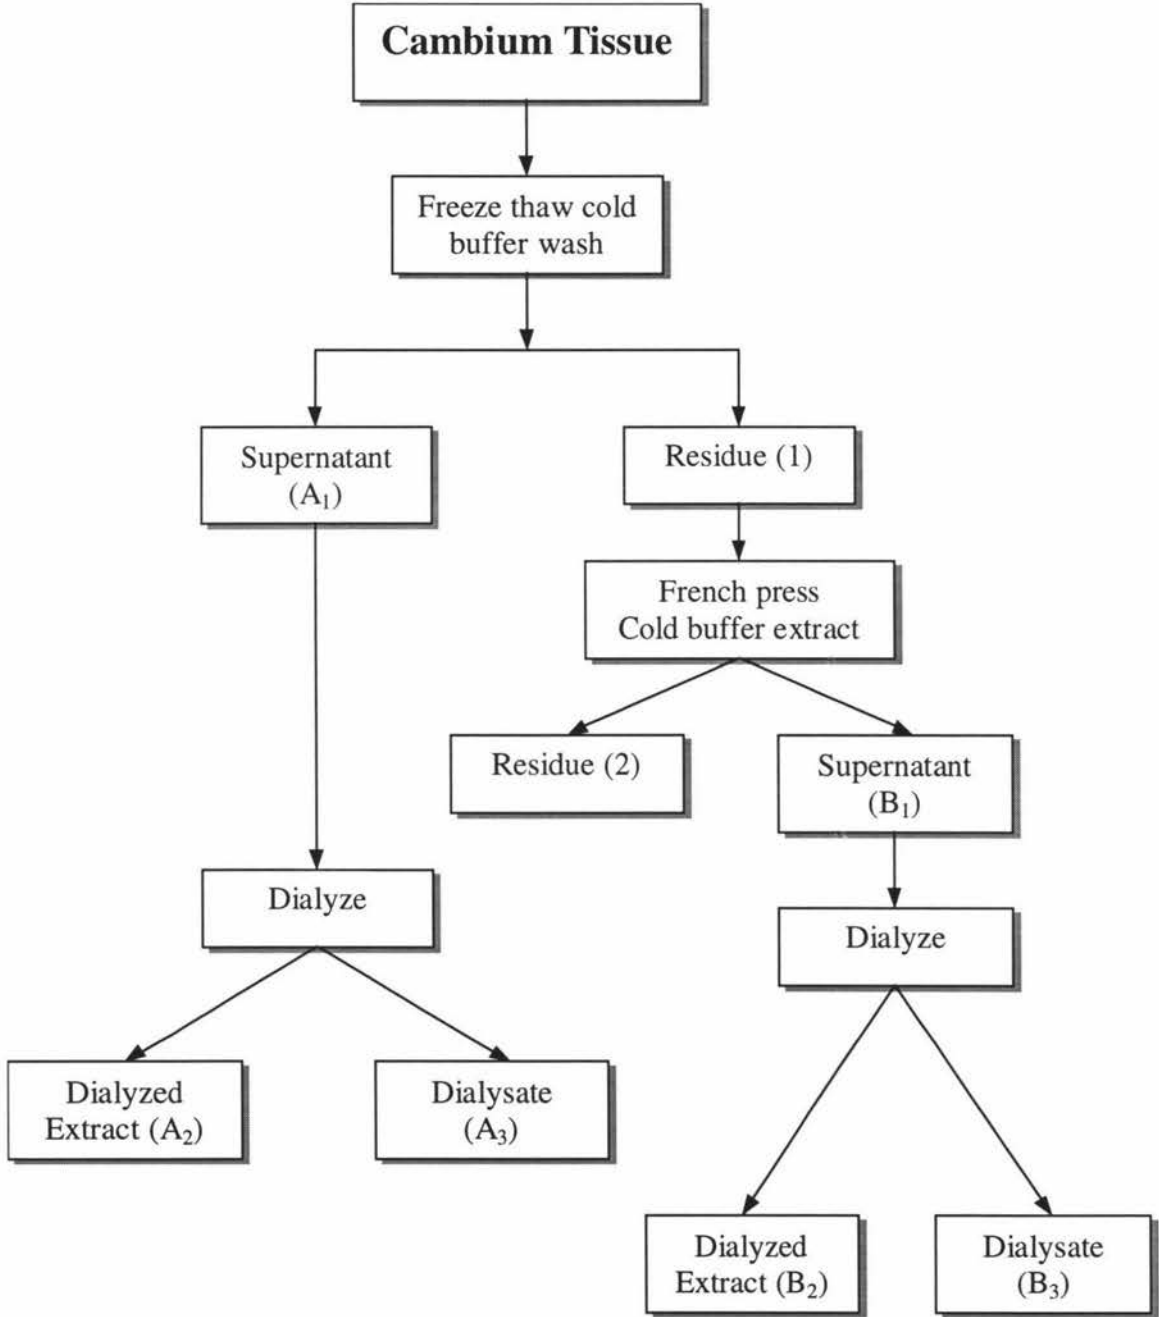 Cambium Tissue
Freeze thaw cold
buffer wash
Supernatant
(A₁)
Residue (1)
French press
Cold buffer extract
Residue (2)
Supernatant
(B₁)
Dialyze
Dialyze
Dialyzed
Extract (A₂)
Dialysate
(A₃)
Dialyzed
Extract (B₂)
Dialysate
(B₃)